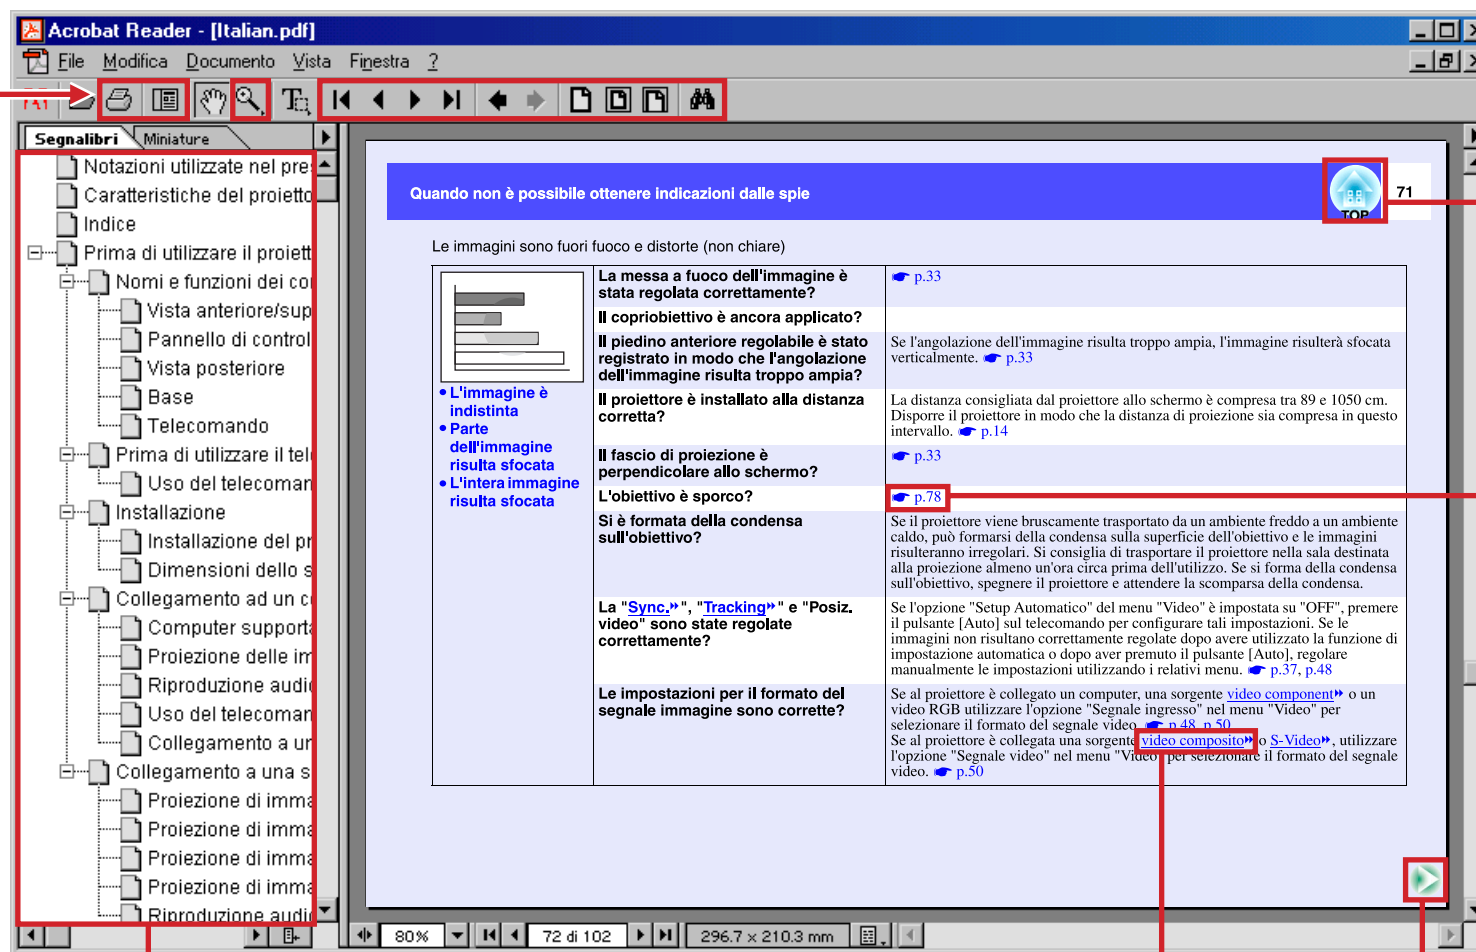 Acrobat Reader - [Italian.pdf]
File Modifica Documento Vista Finestra ?
Segnalibri Miniature
Notazioni utilizzate nel pres
Caratteristiche del proietto
Indice
Prima di utilizzare il proiett
Nomi e funzioni dei co
Vista anteriore/sup
Pannello di control
Vista posteriore
Base
Telecomando
Prima di utilizzare il tel
Uso del telecoman
Installazione
Installazione del pr
Dimensioni dello s
Collegamento ad un c
Computer support
Proiezione delle im
Riproduzione audi
Uso del telecoman
Collegamento a ur
Collegamento a una s
Proiezione di imma
Proiezione di imma
Proiezione di imma
Proiezione di imma
Riproduzione audi
Quando non è possibile ottenere indicazioni dalle spie
TOP
71
Le immagini sono fuori fuoco e distorte (non chiare)
• L'immagine è
indistinta
• Parte
dell'immagine
risulta sfocata
• L'intera immagine
risulta sfocata
La messa a fuoco dell'immagine è
stata regolata correttamente?
☛ p.33
Il copriobiettivo è ancora applicato?
Il piedino anteriore regolabile è stato
registrato in modo che l'angolazione
dell'immagine risulta troppo ampia?
Se l'angolazione dell'immagine risulta troppo ampia, l'immagine risulterà sfocata
verticalmente. ☛ p.33
Il proiettore è installato alla distanza
corretta?
La distanza consigliata dal proiettore allo schermo è compresa tra 89 e 1050 cm.
Disporre il proiettore in modo che la distanza di proiezione sia compresa in questo
intervallo. ☛ p.14
Il fascio di proiezione è
perpendicolare allo schermo?
☛ p.33
L'obiettivo è sporco?
☛ p.78
Si è formata della condensa
sull'obiettivo?
Se il proiettore viene bruscamente trasportato da un ambiente freddo a un ambiente
caldo, può formarsi della condensa sulla superficie dell'obiettivo e le immagini
risulteranno irregolari. Si consiglia di trasportare il proiettore nella sala destinata
alla proiezione almeno un'ora circa prima dell'utilizzo. Se si forma della condensa
sull'obiettivo, spegnere il proiettore e attendere la scomparsa della condensa.
La "Sync.", "Tracking" e "Posiz.
video" sono state regolate
correttamente?
Se l'opzione "Setup Automatico" del menu "Video" è impostata su "OFF", premere
il pulsante [Auto] sul telecomando per configurare tali impostazioni. Se le
immagini non risultano correttamente regolate dopo avere utilizzato la funzione di
impostazione automatica o dopo aver premuto il pulsante [Auto], regolare
manualmente le impostazioni utilizzando i relativi menu. ☛ p.37, p.48
Le impostazioni per il formato del
segnale immagine sono corrette?
Se al proiettore è collegato un computer, una sorgente video component o un
video RGB utilizzare l'opzione "Segnale ingresso" nel menu "Video" per
selezionare il formato del segnale video. ☛ p.48, p.50
Se al proiettore è collegata una sorgente video composito o S-Video, utilizzare
l'opzione "Segnale video" nel menu "Video" per selezionare il formato del segnale
video. ☛ p.50
80% 72 di 102 296.7 × 210.3 mm